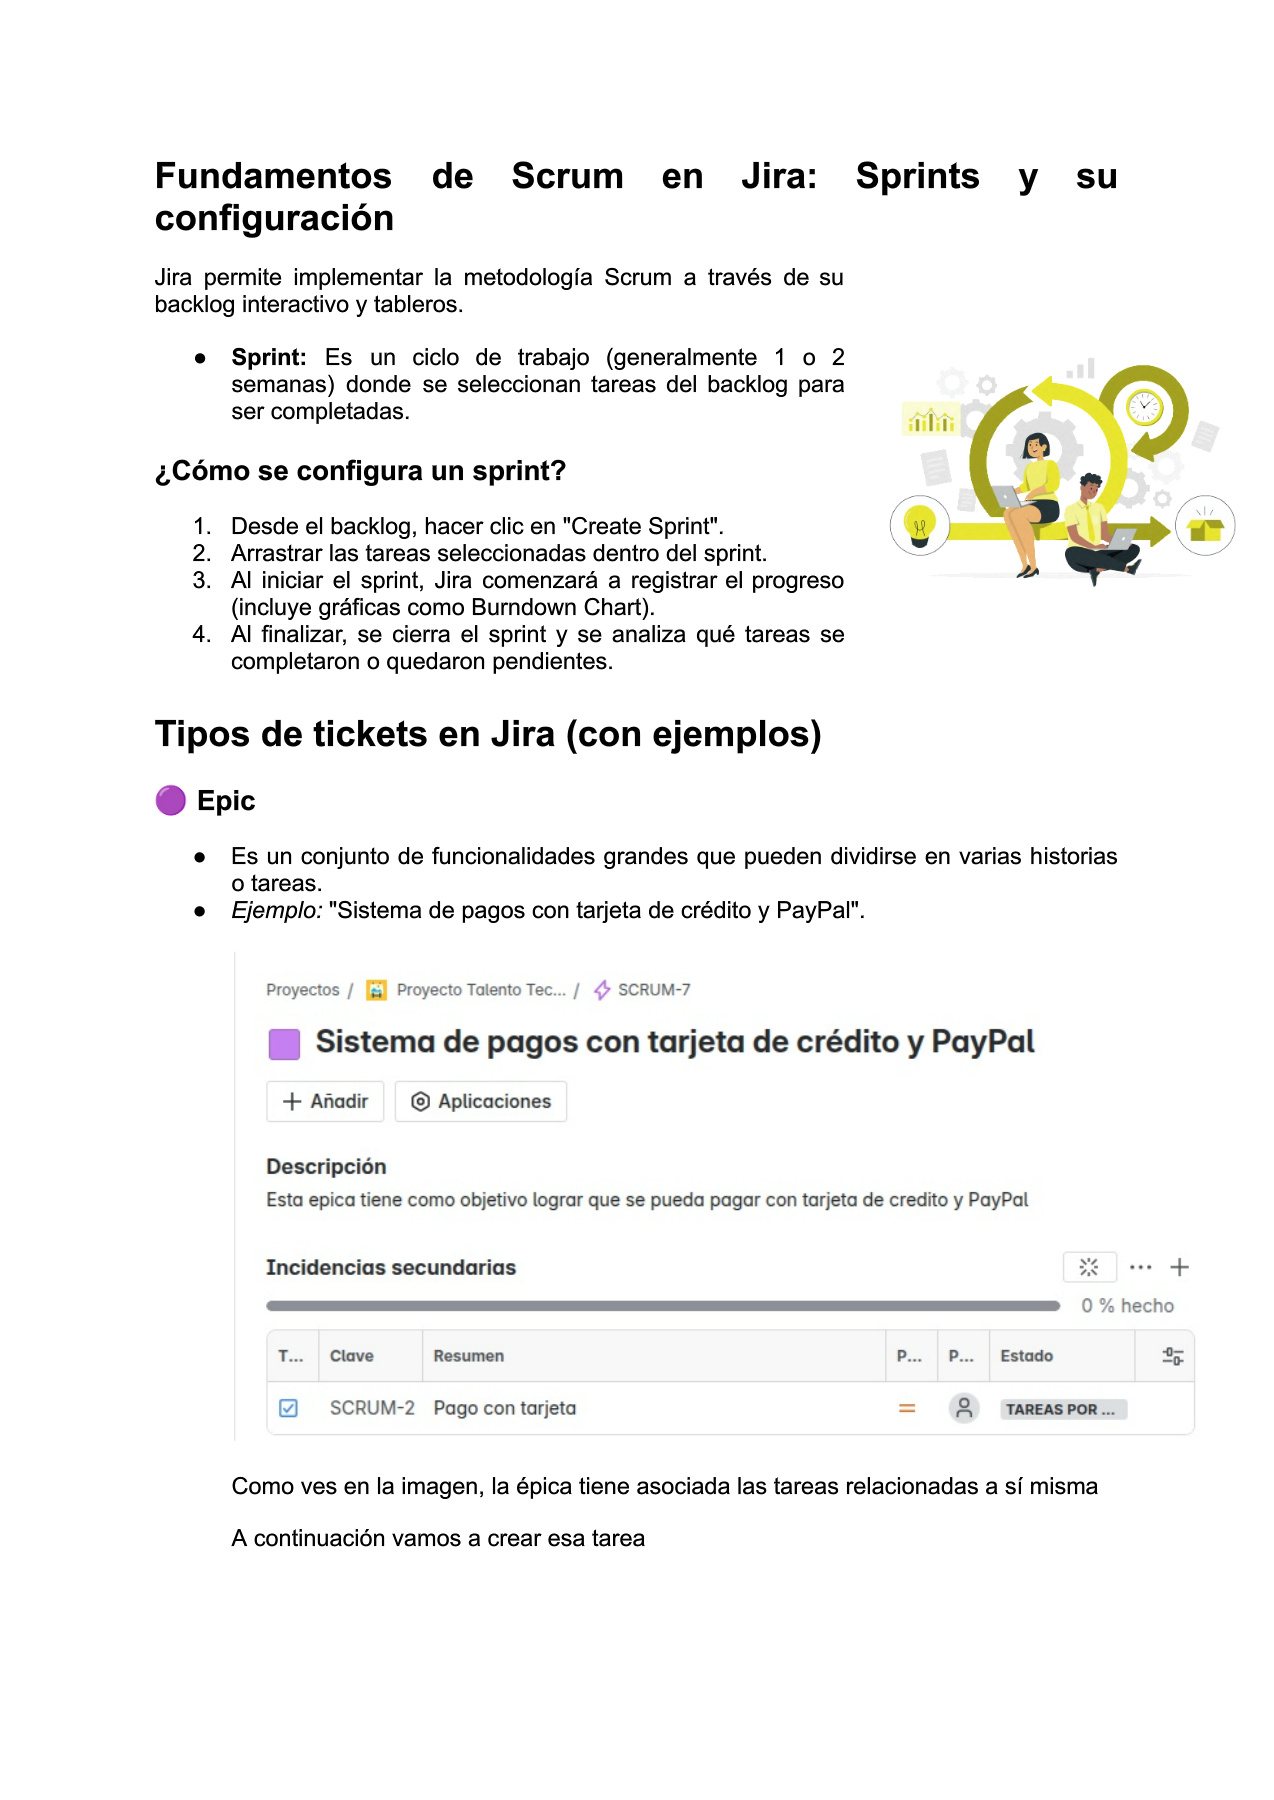 Fundamentos de Scrum en Jira: Sprints y su
configuración
Jira permite implementar la metodología Scrum a través de su
backlog interactivo y tableros.
● Sprint: Es un ciclo de trabajo (generalmente 1 o 2
semanas) donde se seleccionan tareas del backlog para
ser completadas.
¿Cómo se configura un sprint?
1. Desde el backlog, hacer clic en "Create Sprint".
2. Arrastrar las tareas seleccionadas dentro del sprint.
3. Al iniciar el sprint, Jira comenzará a registrar el progreso
(incluye gráficas como Burndown Chart).
4. Al finalizar, se cierra el sprint y se analiza qué tareas se
completaron o quedaron pendientes.
Tipos de tickets en Jira (con ejemplos)
🟣 Epic
● Es un conjunto de funcionalidades grandes que pueden dividirse en varias historias
o tareas.
● Ejemplo: "Sistema de pagos con tarjeta de crédito y PayPal".
Proyectos / Proyecto Talento Tec... / SCRUM-7
Sistema de pagos con tarjeta de crédito y PayPal
+ Añadir Aplicaciones
Descripción
Esta epica tiene como objetivo lograr que se pueda pagar con tarjeta de credito y PayPal
Incidencias secundarias ... +
0 % hecho
T... Clave Resumen P... P... Estado
SCRUM-2 Pago con tarjeta TAREAS POR ...
Como ves en la imagen, la épica tiene asociada las tareas relacionadas a sí misma
A continuación vamos a crear esa tarea